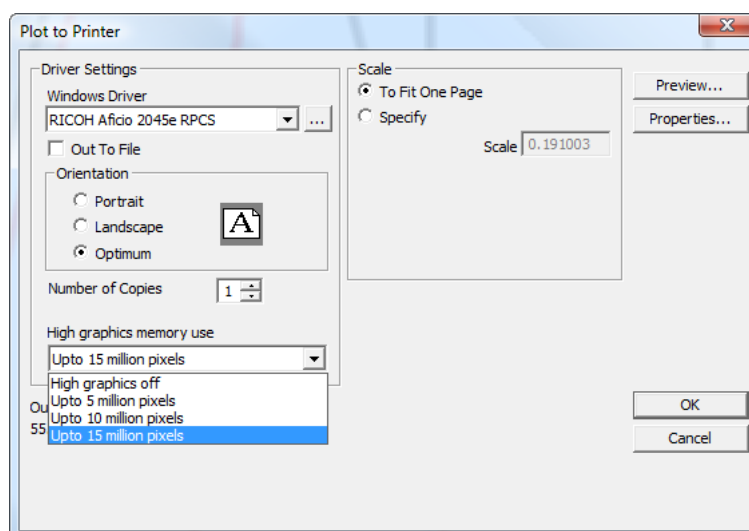 Plot to Printer
Driver Settings
Windows Driver
RICOH Aficio 2045e RPCS
...
Out To File
Orientation
Portrait
Landscape
Optimum
A
Number of Copies
1
High graphics memory use
Upto 15 million pixels
High graphics off
Upto 5 million pixels
Upto 10 million pixels
Upto 15 million pixels
Ou
55
Scale
To Fit One Page
Specify
Scale 0.191003
Preview...
Properties...
OK
Cancel